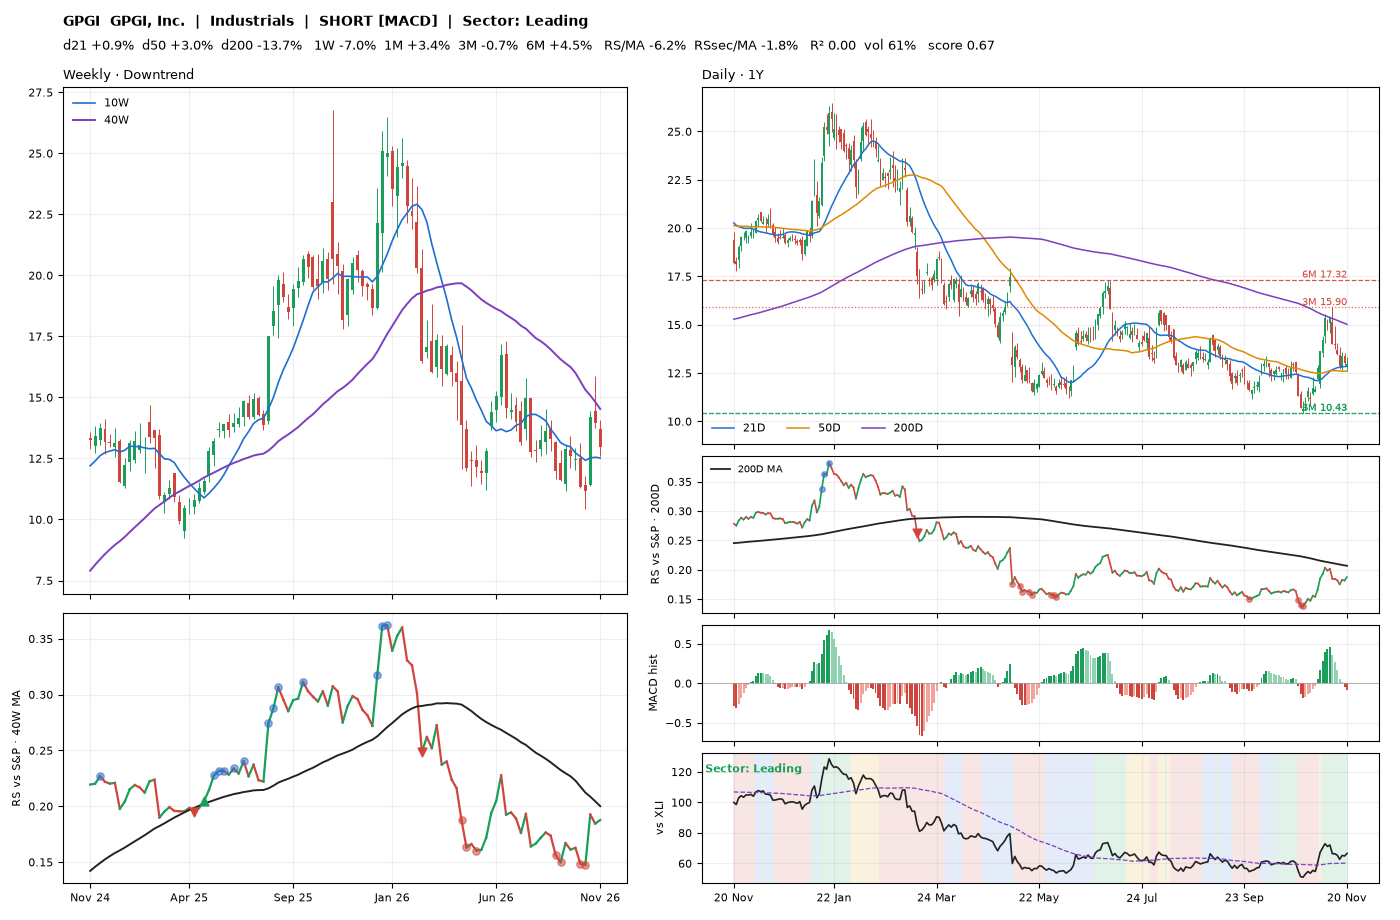 GPGI  GPGI, Inc.  |  Industrials  |  SHORT [MACD]  |  Sector: Leading
d21 +0.9%  d50 +3.0%  d200 -13.7%   1W -7.0%  1M +3.4%  3M -0.7%  6M +4.5%   RS/MA -6.2%  RSsec/MA -1.8%   R² 0.00  vol 61%   score 0.67
Weekly · Downtrend
10W
40W
27.5
25.0
22.5
20.0
17.5
15.0
12.5
10.0
7.5
RS vs S&P · 40W MA
0.35
0.30
0.25
0.20
0.15
Nov 24
Apr 25
Sep 25
Jan 26
Jun 26
Nov 26
Daily · 1Y
25.0
22.5
20.0
17.5
15.0
12.5
10.0
6M 17.32
3M 15.90
10.43
21D
50D
200D
RS vs S&P · 200D
200D MA
0.35
0.30
0.25
0.20
0.15
MACD hist
0.5
0.0
−0.5
vs XLI
Sector: Leading
120
100
80
60
20 Nov
22 Jan
24 Mar
22 May
24 Jul
23 Sep
20 Nov